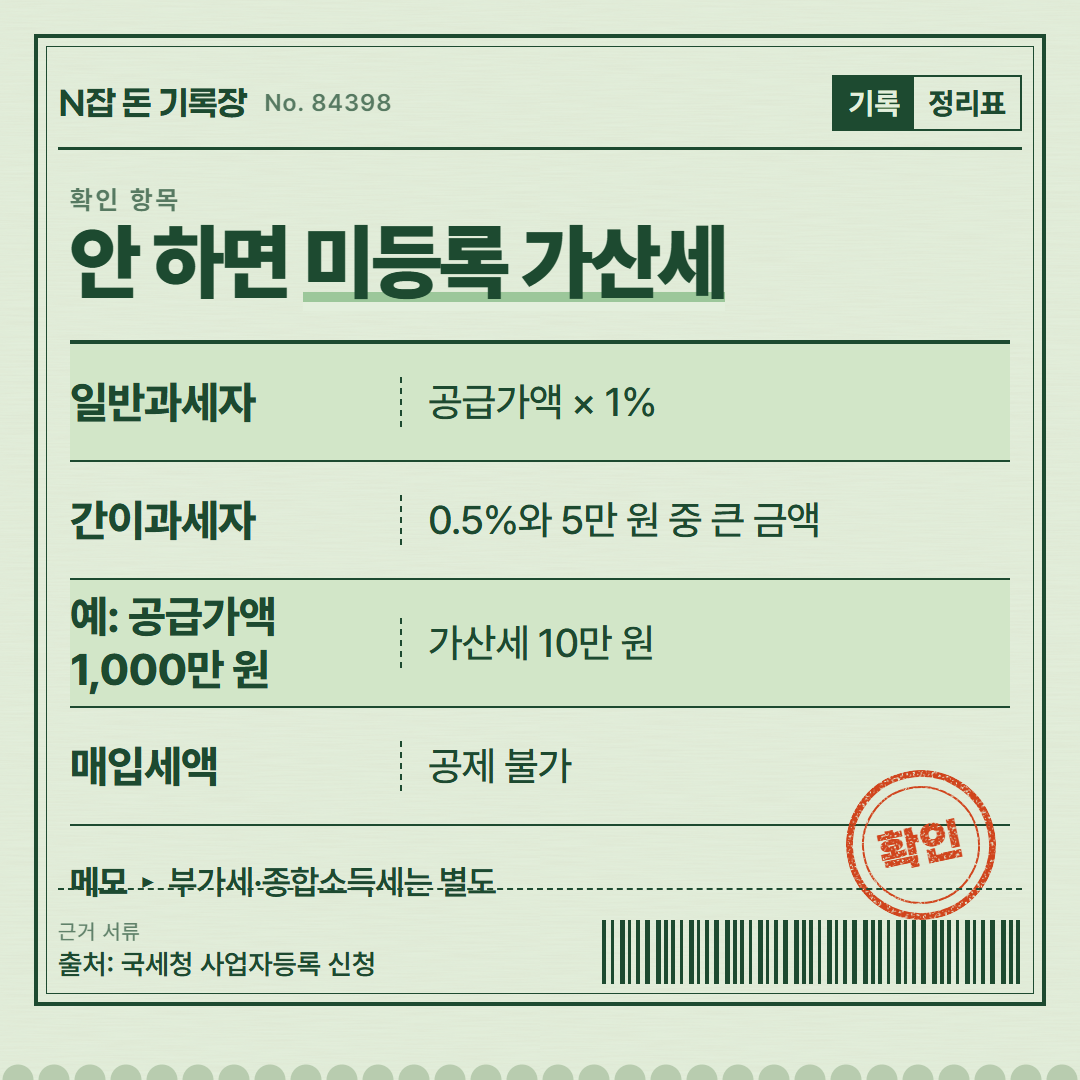 N잡 돈 기록장 No. 84398
기록 정리표
확인 항목
안 하면 미등록 가산세
일반과세자 공급가액 × 1%
간이과세자 0.5%와 5만 원 중 큰 금액
예: 공급가액
1,000만 원
가산세 10만 원
매입세액 공제 불가
확인
메모 ▸ 부가세·종합소득세는 별도
근거 서류
출처: 국세청 사업자등록 신청